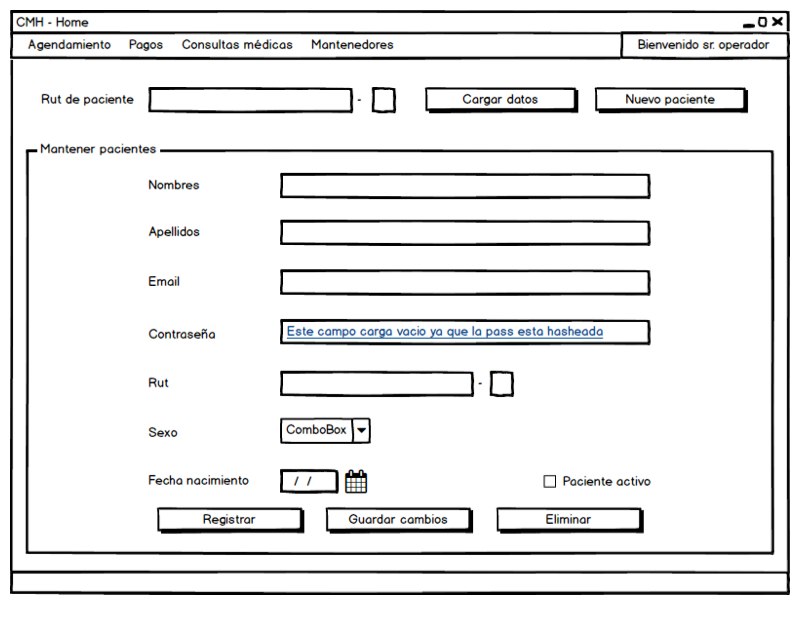 CMH - Home
Agendamiento Pagos Consultas médicas Mantenedores Bienvenido sr. operador
Rut de paciente - Cargar datos Nuevo paciente
Mantener pacientes
Nombres
Apellidos
Email
Contraseña Este campo carga vacio ya que la pass esta hasheada
Rut -
Sexo ComboBox
Fecha nacimiento / / Paciente activo
Registrar Guardar cambios Eliminar